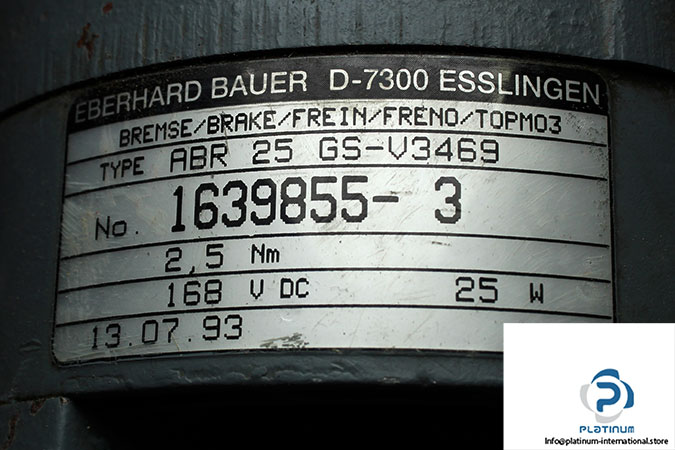 EBERHARD BAUER D-7300 ESSLINGEN
BREMSE/BRAKE/FREIN/FRENO/TOPMO3
TYPE ABR 25 GS-V3469
No. 1639855- 3
2,5 Nm
168 V DC 25 W
13.07.93
PLATINUM
Info@platinum-international.store